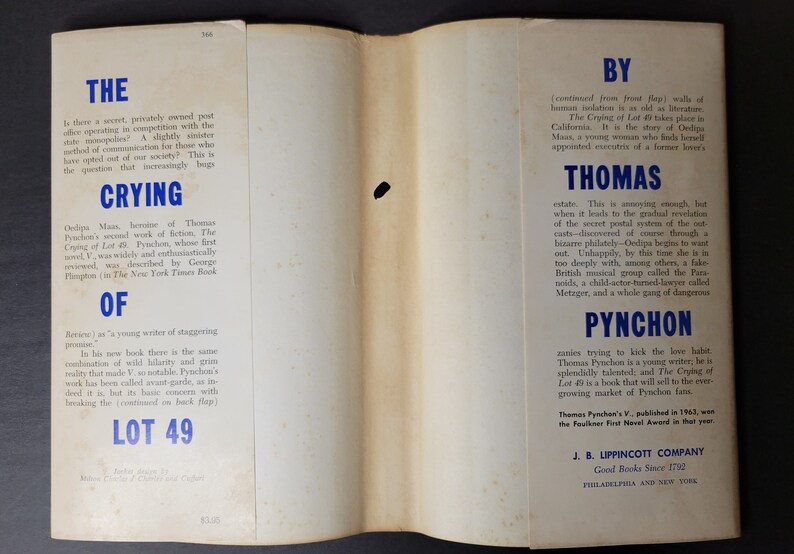 366
THE
Is there a secret, privately owned post
office operating in competition with the
state monopolies? A slightly sinister
method of communication for those who
have opted out of our society? This is
the question that increasingly bugs
CRYING
Oedipa Maas, heroine of Thomas
Pynchon's second work of fiction, The
Crying of Lot 49. Pynchon, whose first
novel, V., was widely and enthusiastically
reviewed, was described by George
Plimpton (in The New York Times Book
OF
Review) as "a young writer of staggering
promise."
In his new book there is the same
combination of wild hilarity and grim
reality that made V. so notable. Pynchon's
work has been called avant-garde, as in-
deed it is, but its basic concern with
breaking the (continued on back flap)
LOT 49
Jacket design by
Milton Charles / Charles and Cuffari
$3.95
BY
(continued from front flap) walls of
human isolation is as old as literature.
The Crying of Lot 49 takes place in
California. It is the story of Oedipa
Maas, a young woman who finds herself
appointed executrix of a former lover's
THOMAS
estate. This is annoying enough, but
when it leads to the gradual revelation
of the secret postal system of the out-
casts—discovered of course through a
bizarre philately—Oedipa begins to want
out. Unhappily, by this time she is in
too deeply with, among others, a fake-
British musical group called the Para-
noids, a child-actor-turned-lawyer called
Metzger, and a whole gang of dangerous
PYNCHON
zanies trying to kick the love habit.
Thomas Pynchon is a young writer; he is
splendidly talented; and The Crying of
Lot 49 is a book that will sell to the ever-
growing market of Pynchon fans.
Thomas Pynchon's V., published in 1963, won
the Faulkner First Novel Award in that year.
J. B. LIPPINCOTT COMPANY
Good Books Since 1792
PHILADELPHIA AND NEW YORK